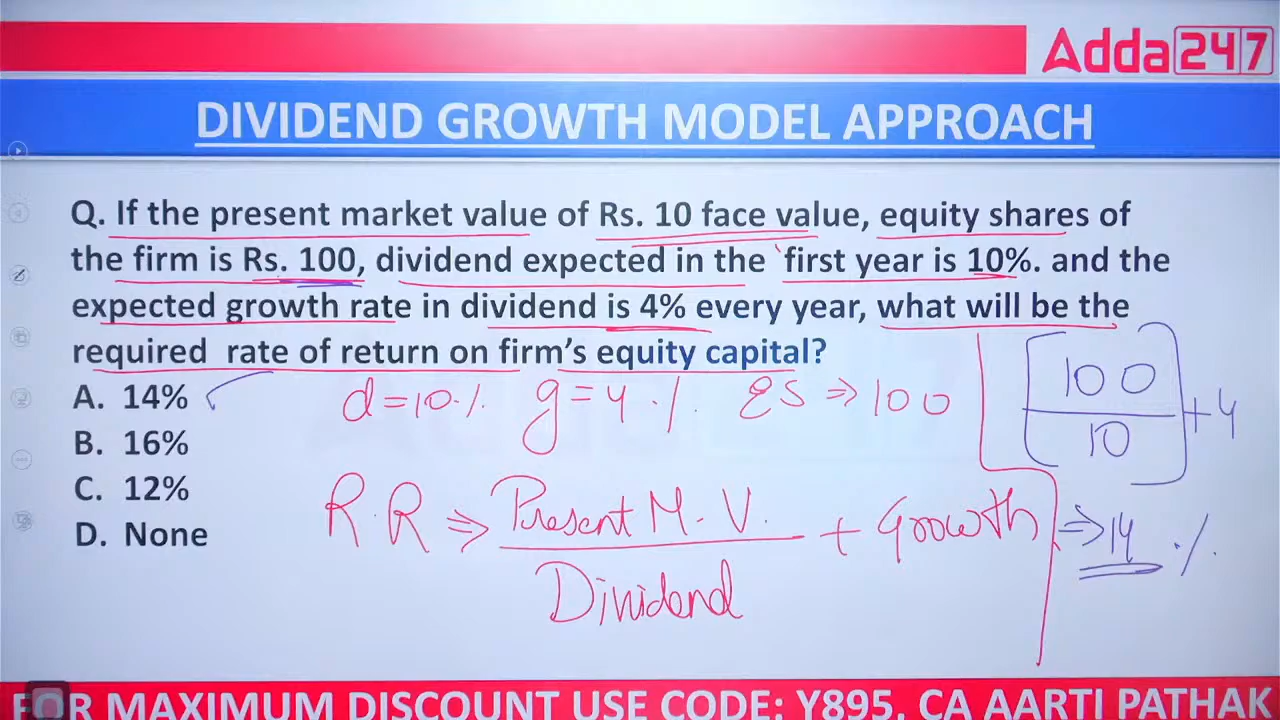 Adda247
DIVIDEND GROWTH MODEL APPROACH
Q. If the present market value of Rs. 10 face value, equity shares of
the firm is Rs. 100, dividend expected in the first year is 10%. and the
expected growth rate in dividend is 4% every year, what will be the
required rate of return on firm's equity capital?
A. 14%
B. 16%
C. 12%
D. None
d=10% g=4% ES ⇒ 100
R.R ⇒ Present M.V. + Growth
Dividend
100
10
+4
⇒ 14%
FOR MAXIMUM DISCOUNT USE CODE: Y895, CA AARTI PATHAK